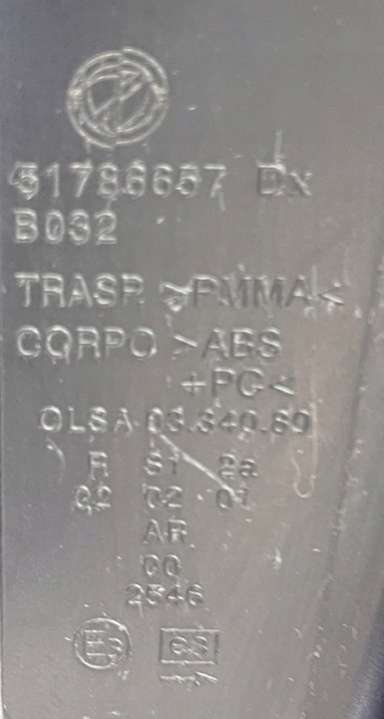 51786657 Dx
B032
TRASP. >PMMA<
CORPO >ABS
+PC<
OLSA 03.340.60
R S1 2a
02 02 01
AR
00
2546